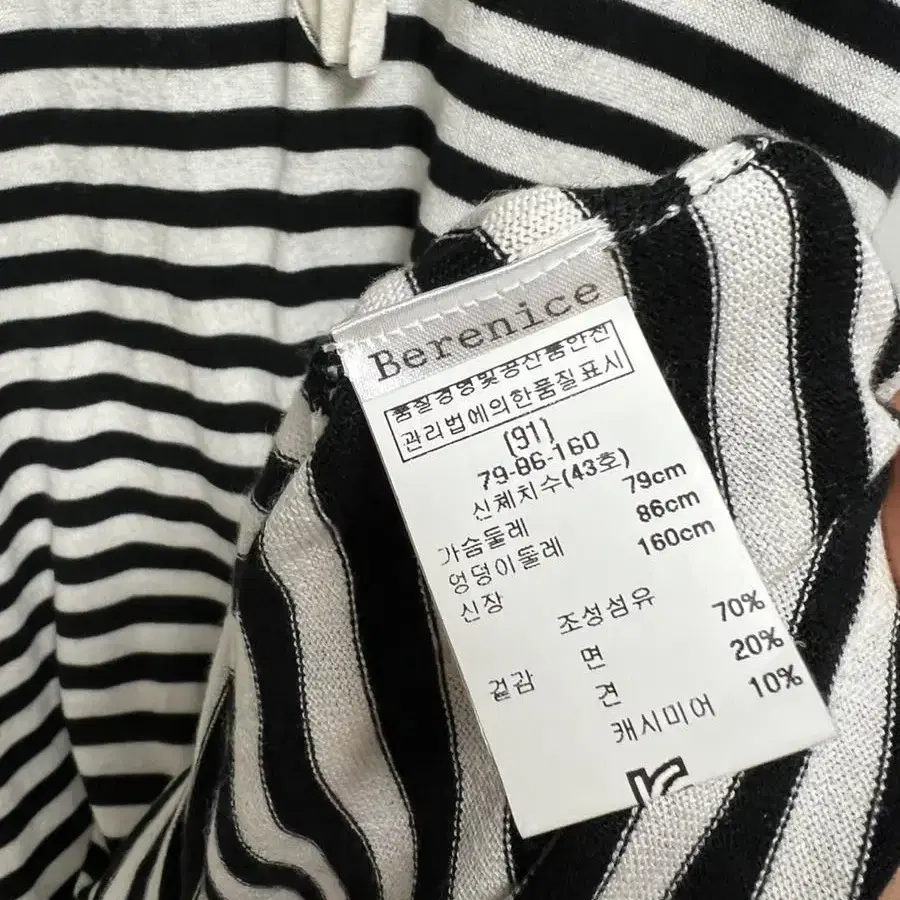 Berenice
품질경영및공산품안전
관리법에의한품질표시
(91)
79-86-160
신체치수(43호)
가슴둘레 79cm
엉덩이둘레 86cm
신장 160cm
조성섬유
겉감 면 70%
견 20%
캐시미어 10%